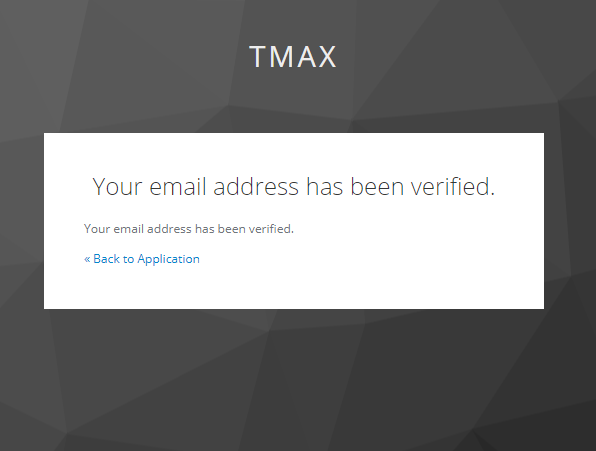 TMAX
Your email address has been verified.
Your email address has been verified.
« Back to Application